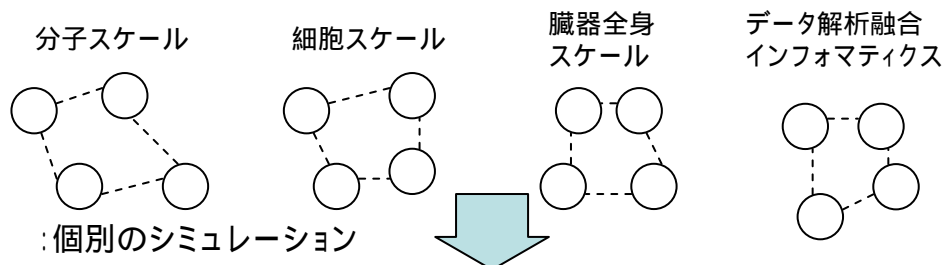 分子スケール
細胞スケール
臓器全身
スケール
データ解析融合
インフォマティクス
:個別のシミュレーション